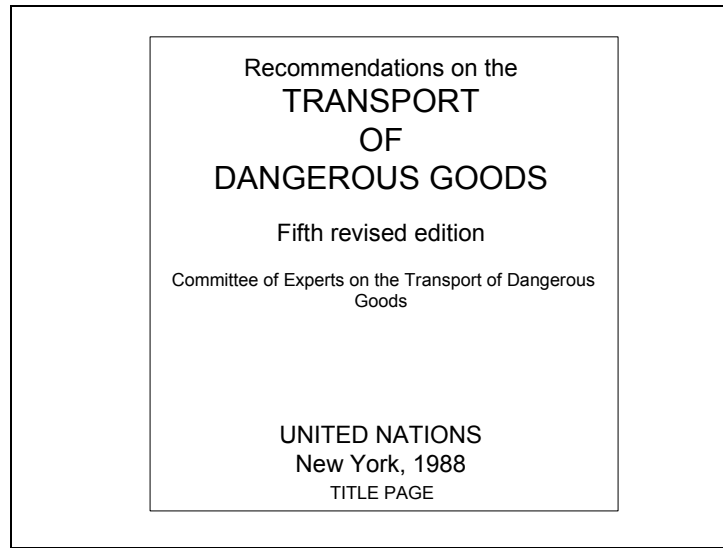 Recommendations on the
TRANSPORT
OF
DANGEROUS GOODS
Fifth revised edition
Committee of Experts on the Transport of Dangerous
Goods
UNITED NATIONS
New York, 1988
TITLE PAGE